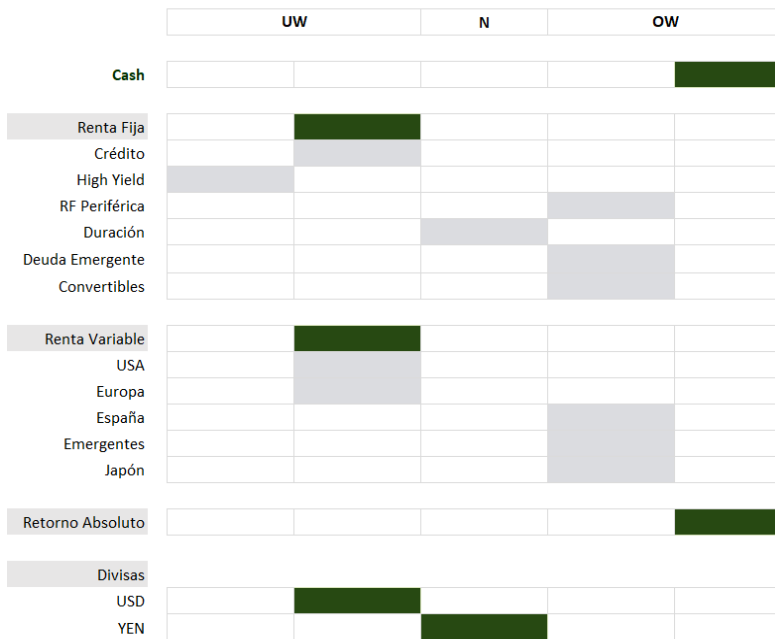 UW N OW
Cash
Renta Fija
Crédito
High Yield
RF Periférica
Duración
Deuda Emergente
Convertibles
Renta Variable
USA
Europa
España
Emergentes
Japón
Retorno Absoluto
Divisas
USD
YEN